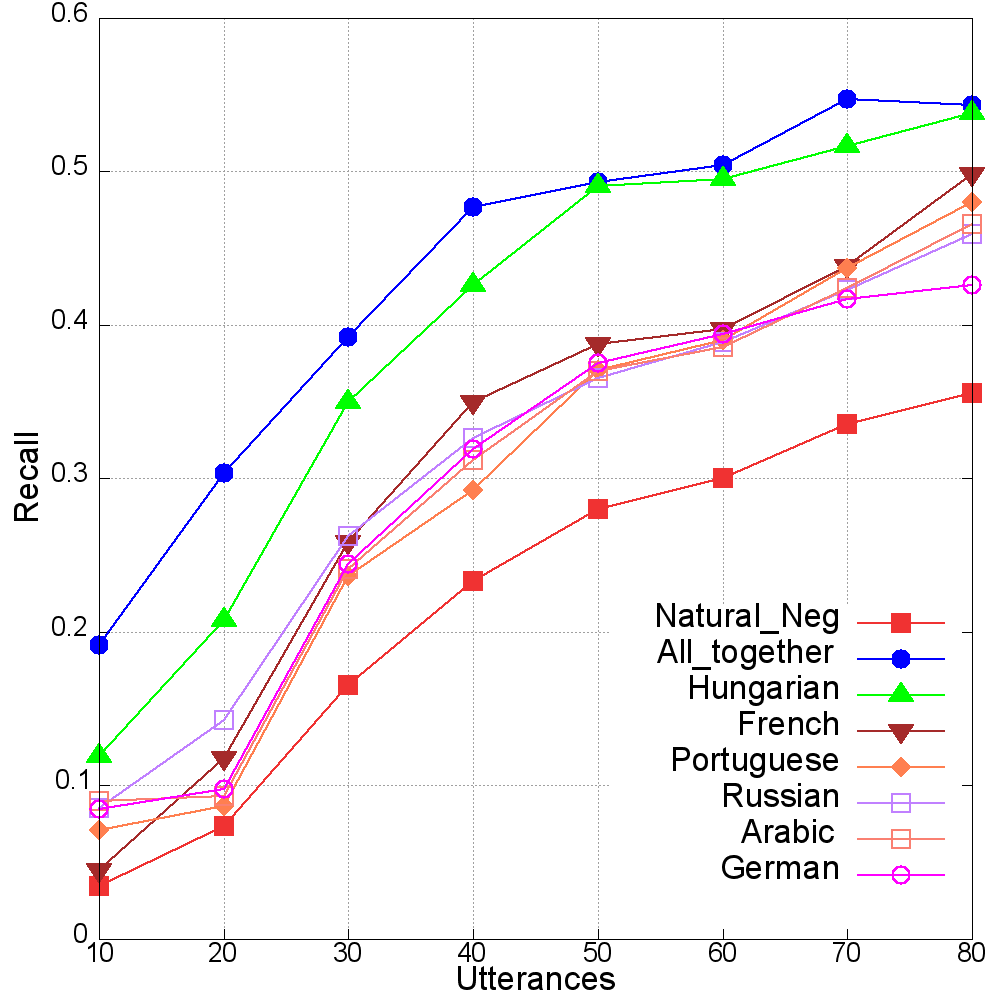 0.6
0.5
0.4
0.3
0.2
0.1
0
Recall
10 20 30 40 50 60 70 80
Utterances
Natural_Neg
All_together
Hungarian
French
Portuguese
Russian
Arabic
German